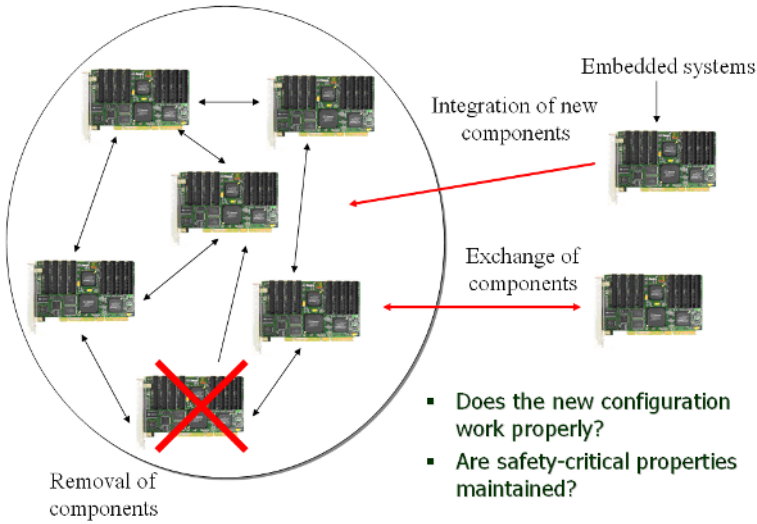 Embedded systems
Integration of new
components
Exchange of
components
▪ Does the new configuration
work properly?
▪ Are safety-critical properties
maintained?
Removal of
components